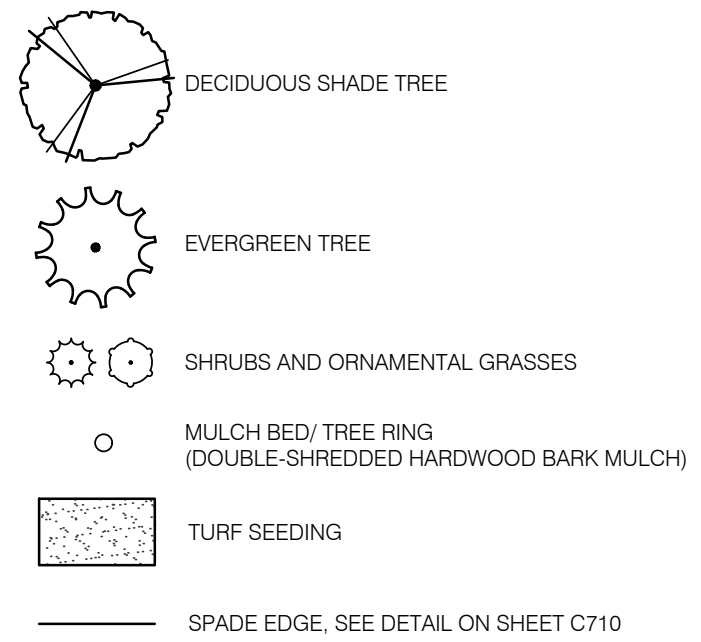 DECIDUOUS SHADE TREE
EVERGREEN TREE
SHRUBS AND ORNAMENTAL GRASSES
MULCH BED/ TREE RING
(DOUBLE-SHREDDED HARDWOOD BARK MULCH)
TURF SEEDING
SPADE EDGE, SEE DETAIL ON SHEET C710